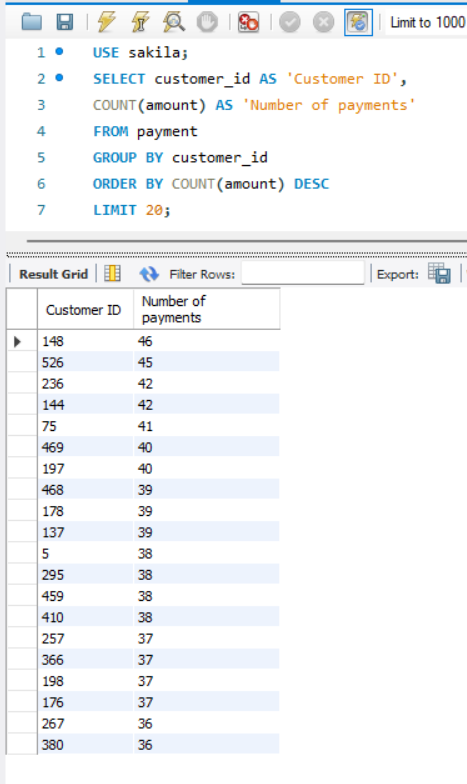 Limit to 1000
1 USE sakila;
2 SELECT customer_id AS 'Customer ID',
3 COUNT(amount) AS 'Number of payments'
4 FROM payment
5 GROUP BY customer_id
6 ORDER BY COUNT(amount) DESC
7 LIMIT 20;
Result Grid Filter Rows: Export:
Customer ID Number of
payments
148 46
526 45
236 42
144 42
75 41
469 40
197 40
468 39
178 39
137 39
5 38
295 38
459 38
410 38
257 37
366 37
198 37
176 37
267 36
380 36